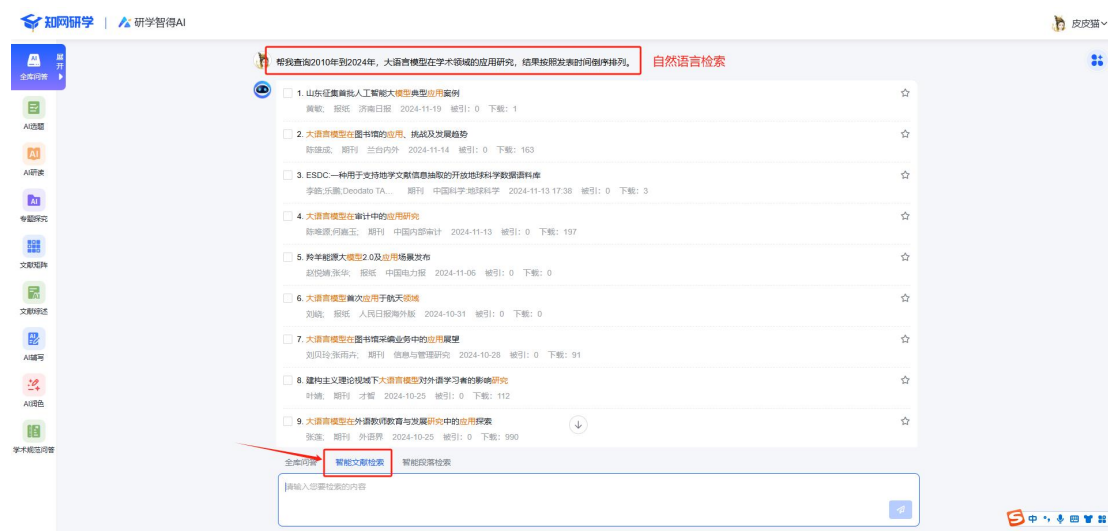 知网研学 | 研学智得AI
皮皮猫
全库问答
展开
AI选题
AI研读
专题探究
文献矩阵
文献综述
AI辅写
AI润色
学术规范问答
帮我查询2010年到2024年，大语言模型在学术领域的应用研究，结果按照发表时间倒序排列。
自然语言检索
1. 山东征集首批人工智能大模型典型应用案例
黄敏; 报纸 济南日报 2024-11-19 被引：0 下载：1
2. 大语言模型在图书馆的应用、挑战及发展趋势
陈雄成; 期刊 兰台内外 2024-11-14 被引：0 下载：163
3. ESDC:一种用于支持地学文献信息抽取的开放地球科学数据语料库
李皓;乐鹏;Deodato TA... 期刊 中国科学:地球科学 2024-11-13 17:38 被引：0 下载：3
4. 大语言模型在审计中的应用研究
陈唯源;何嘉玉; 期刊 中国内部审计 2024-11-13 被引：0 下载：197
5. 羚羊能源大模型2.0及应用场景发布
赵悦婧;张华; 报纸 中国电力报 2024-11-06 被引：0 下载：0
6. 大语言模型首次应用于航天领域
刘峣; 报纸 人民日报海外版 2024-10-31 被引：0 下载：0
7. 大语言模型在图书馆采编业务中的应用展望
刘贝玲;张雨卉; 期刊 信息与管理研究 2024-10-28 被引：0 下载：91
8. 建构主义理论视域下大语言模型对外语学习者的影响研究
叶婧; 期刊 才智 2024-10-25 被引：0 下载：112
9. 大语言模型在外语教师教育与发展研究中的应用探索
张莲; 期刊 外语界 2024-10-25 被引：0 下载：990
全库问答 智能文献检索 智能段落检索
请输入您要检索的内容
中